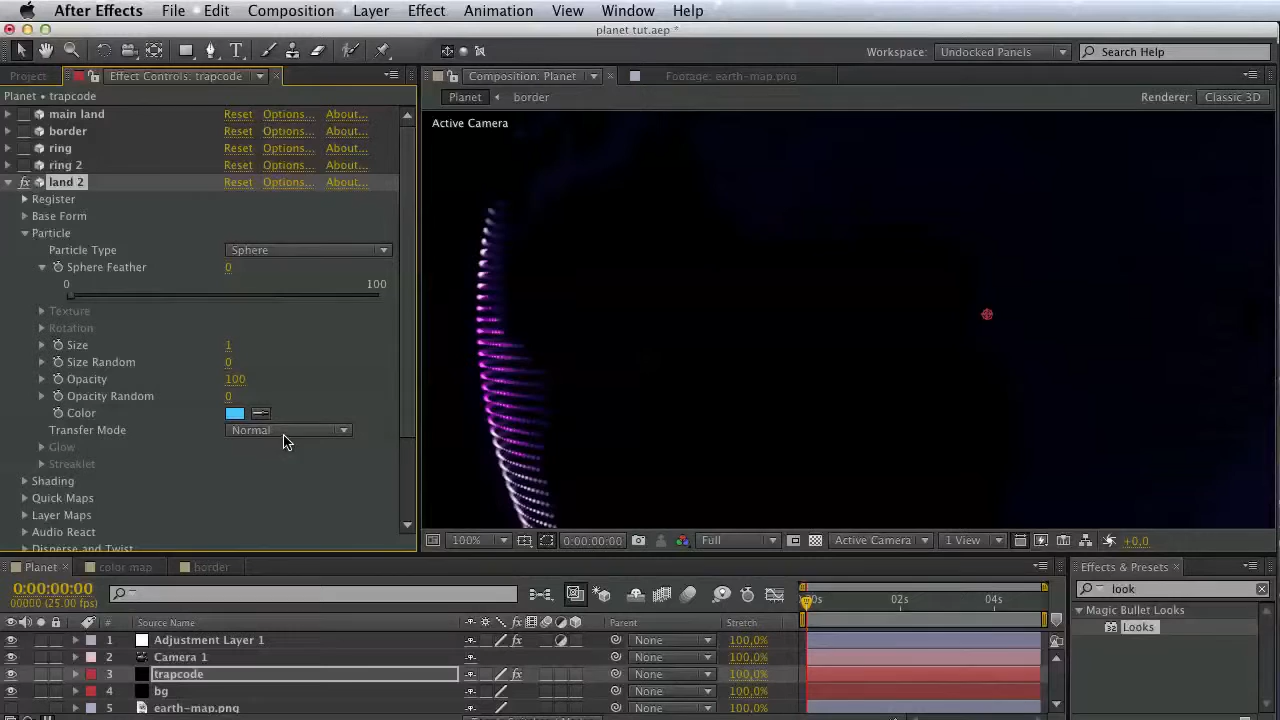 After Effects File Edit Composition Layer Effect Animation View Window Help
planet tut.aep *
Workspace: Undocked Panels Search Help
Project Effect Controls: trapcode Composition: Planet Footage: earth-map.png
Planet • trapcode
Planet border Renderer: Classic 3D
main land Reset Options... About...
Active Camera
border Reset Options... About...
ring Reset Options... About...
ring 2 Reset Options... About...
land 2 Reset Options... About...
Register
Base Form
Particle
Particle Type Sphere
Sphere Feather 0
0 100
Texture
Rotation
Size 1
Size Random 0
Opacity 100
Opacity Random 0
Color
Transfer Mode Normal
Glow
Streaklet
Shading
Quick Maps
Layer Maps
Audio React
Disperse and Twist
100% 0:00:00:00 Full Active Camera 1 View +0,0
Planet color map border Effects & Presets
0:00:00:00
00000 (25.00 fps)
look
:00s 02s 04s
Magic Bullet Looks
Looks
# Source Name Parent Stretch
1 Adjustment Layer 1 None 100,0%
2 Camera 1 None 100,0%
3 trapcode None 100,0%
4 bg None 100,0%
5 earth-map.png None 100,0%